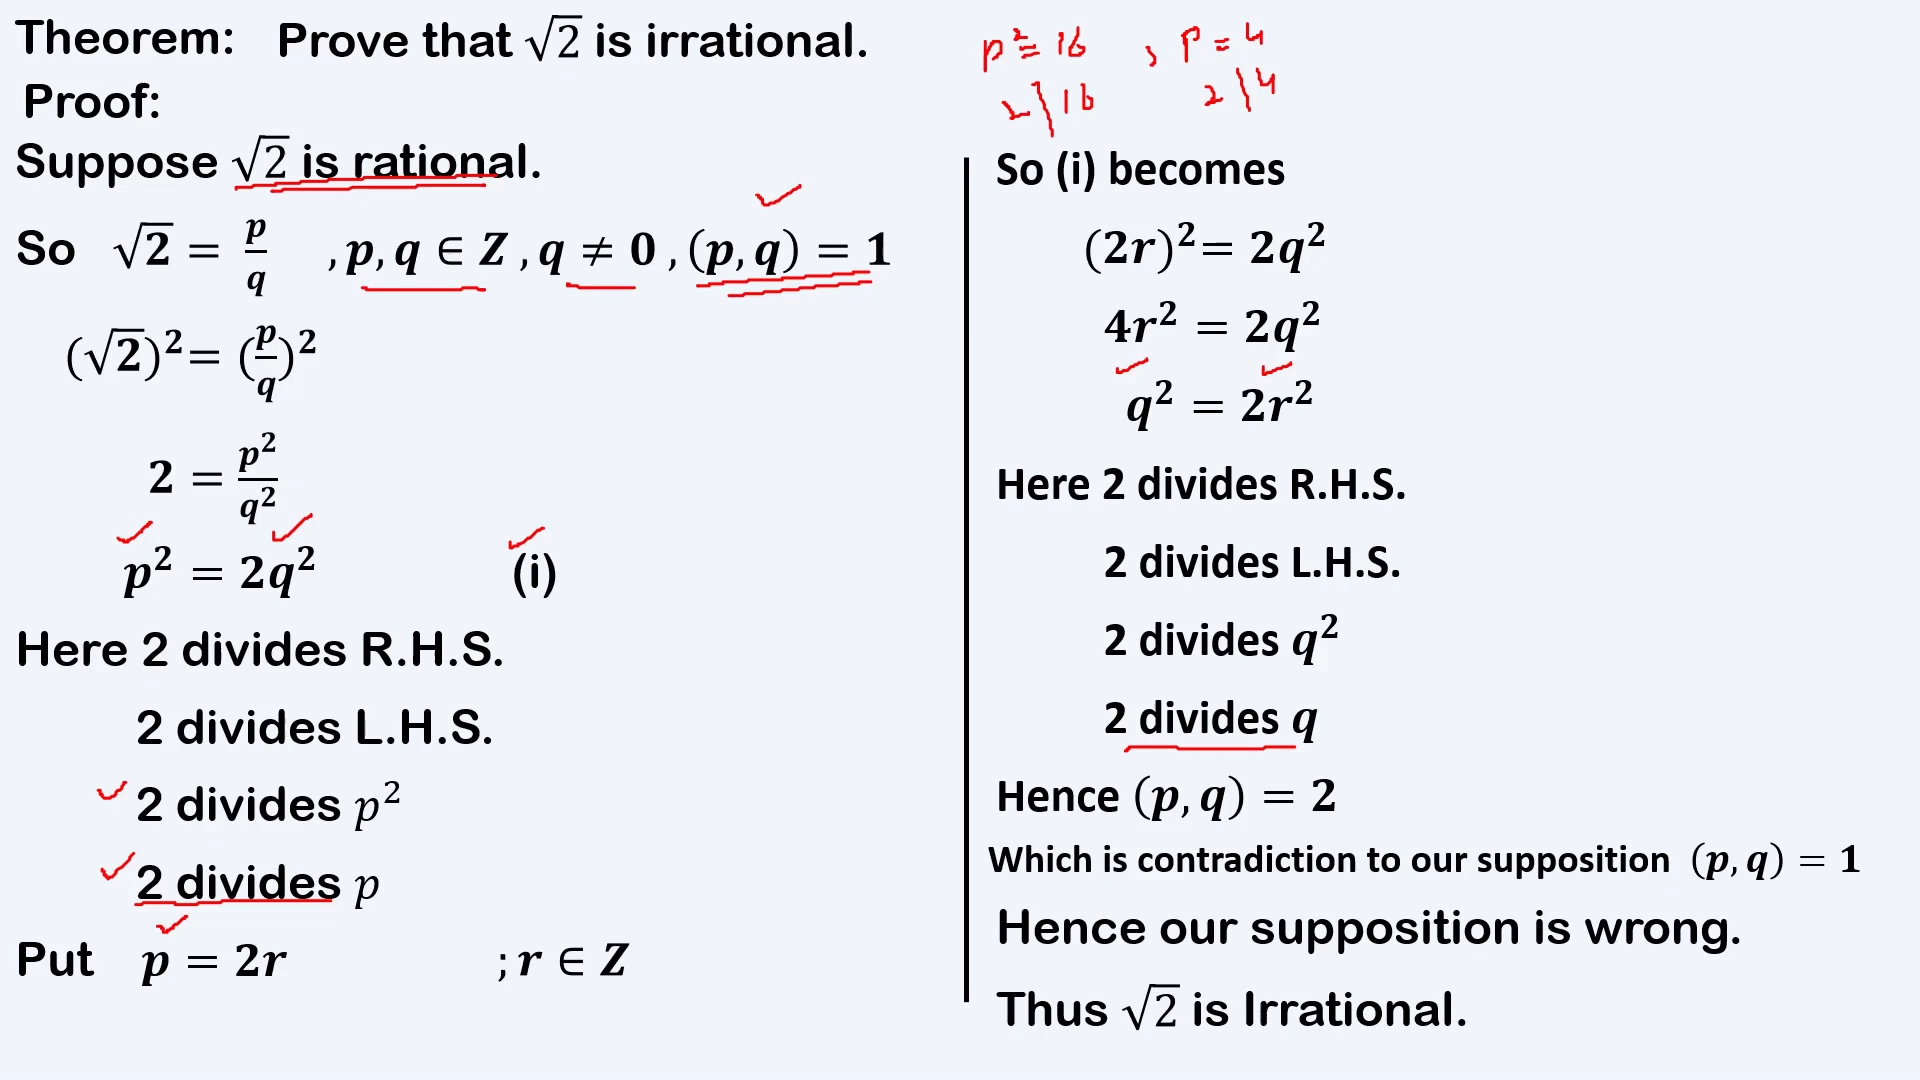 Theorem: Prove that √2 is irrational.
Proof:
Suppose √2 is rational.
So √2 = p/q , p, q ∈ Z , q ≠ 0 , (p, q) = 1
(√2)² = (p/q)²
2 = p²/q²
p² = 2q² (i)
Here 2 divides R.H.S.
2 divides L.H.S.
2 divides p²
2 divides p
Put p = 2r ; r ∈ Z
p² = 16 , p = 4
2 | 16 2 | 4
So (i) becomes
(2r)² = 2q²
4r² = 2q²
q² = 2r²
Here 2 divides R.H.S.
2 divides L.H.S.
2 divides q²
2 divides q
Hence (p, q) = 2
Which is contradiction to our supposition (p, q) = 1
Hence our supposition is wrong.
Thus √2 is Irrational.